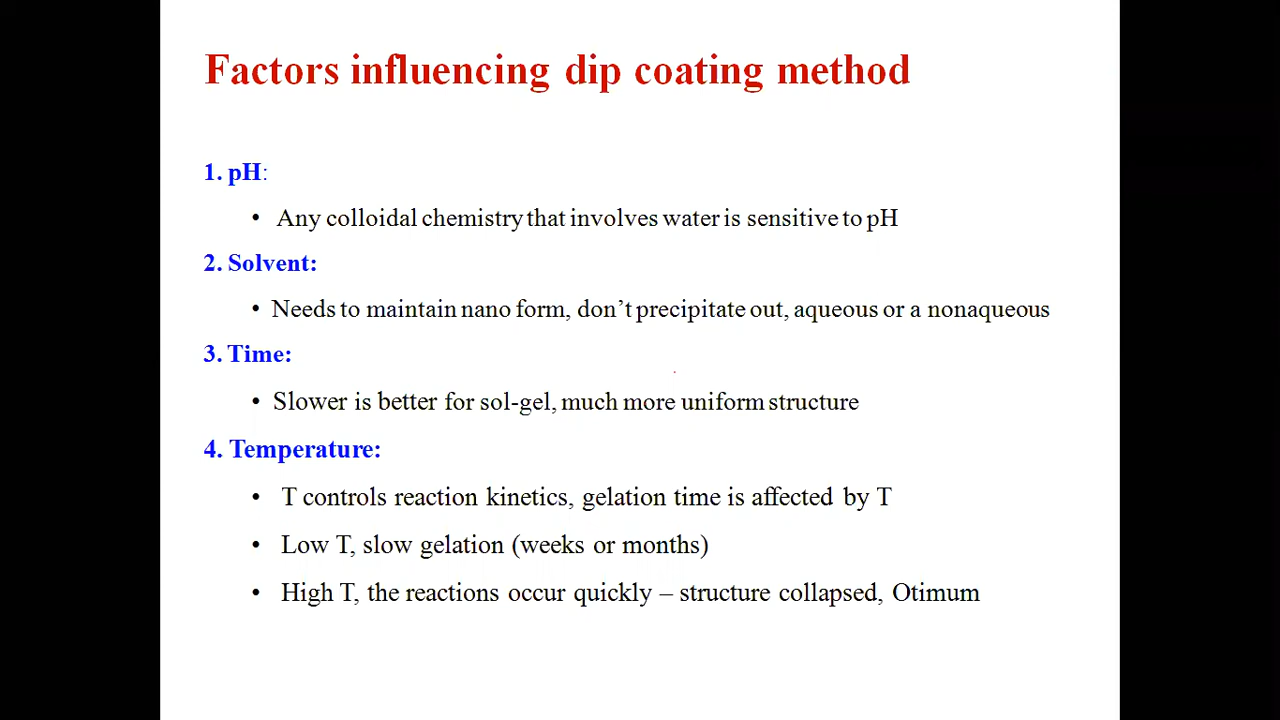 Factors influencing dip coating method
1. pH:
• Any colloidal chemistry that involves water is sensitive to pH
2. Solvent:
• Needs to maintain nano form, don’t precipitate out, aqueous or a nonaqueous
3. Time:
• Slower is better for sol-gel, much more uniform structure
4. Temperature:
• T controls reaction kinetics, gelation time is affected by T
• Low T, slow gelation (weeks or months)
• High T, the reactions occur quickly – structure collapsed, Otimum